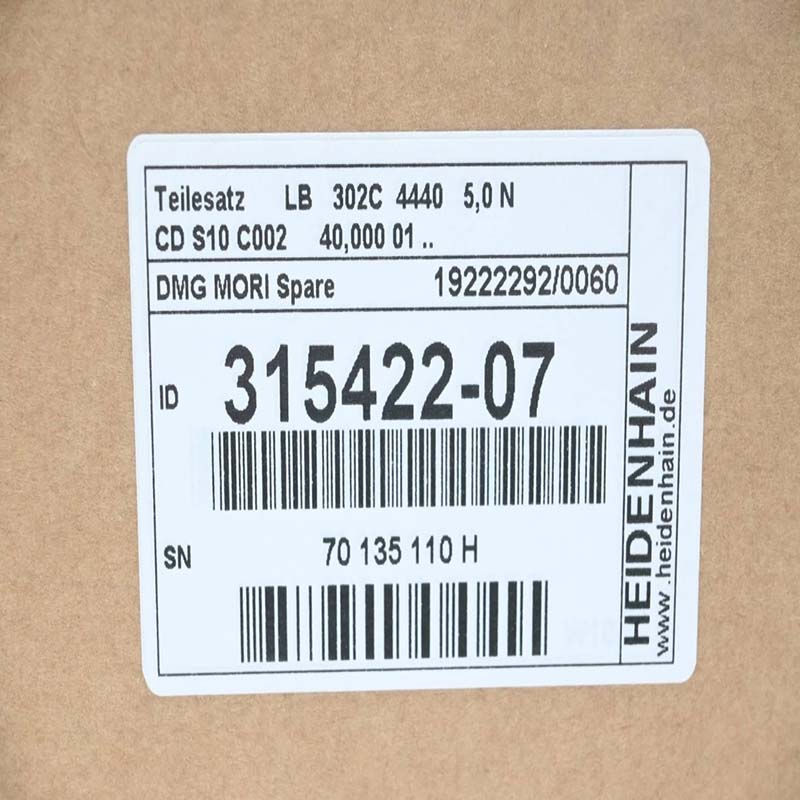 Teilesatz LB 302C 4440 5,0 N
CD S10 C002 40,000 01 ..
DMG MORI Spare 19222292/0060
ID 315422-07
SN 70 135 110 H
HEIDENHAIN
www.heidenhain.de